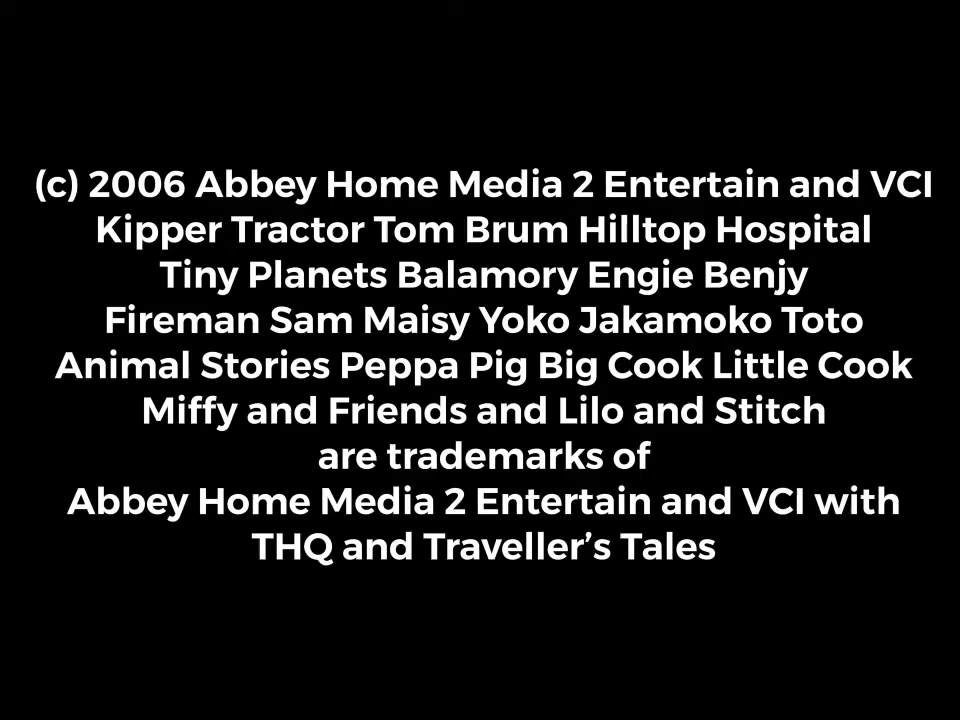 (c) 2006 Abbey Home Media 2 Entertain and VCI
Kipper Tractor Tom Brum Hilltop Hospital
Tiny Planets Balamory Engie Benjy
Fireman Sam Maisy Yoko Jakamoko Toto
Animal Stories Peppa Pig Big Cook Little Cook
Miffy and Friends and Lilo and Stitch
are trademarks of
Abbey Home Media 2 Entertain and VCI with
THQ and Traveller’s Tales